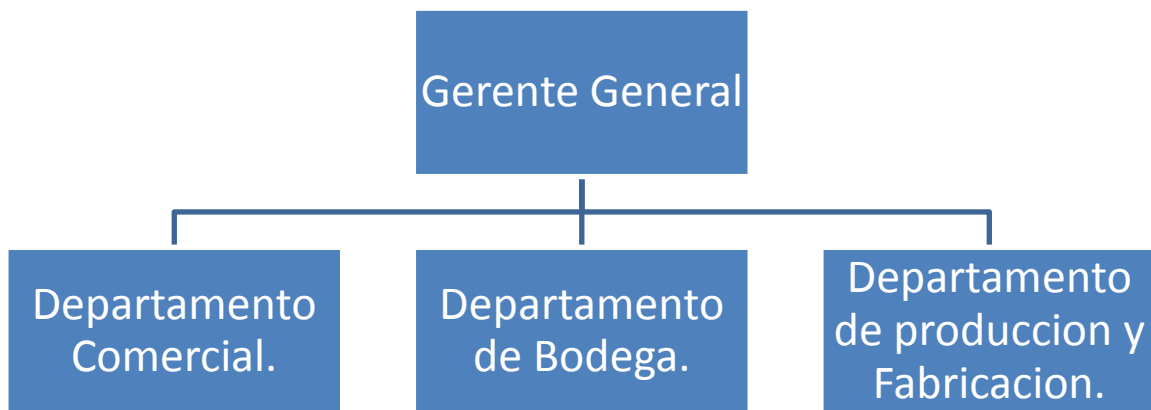 Gerente General
Departamento
Comercial.
Departamento
de Bodega.
Departamento
de produccion y
Fabricacion.